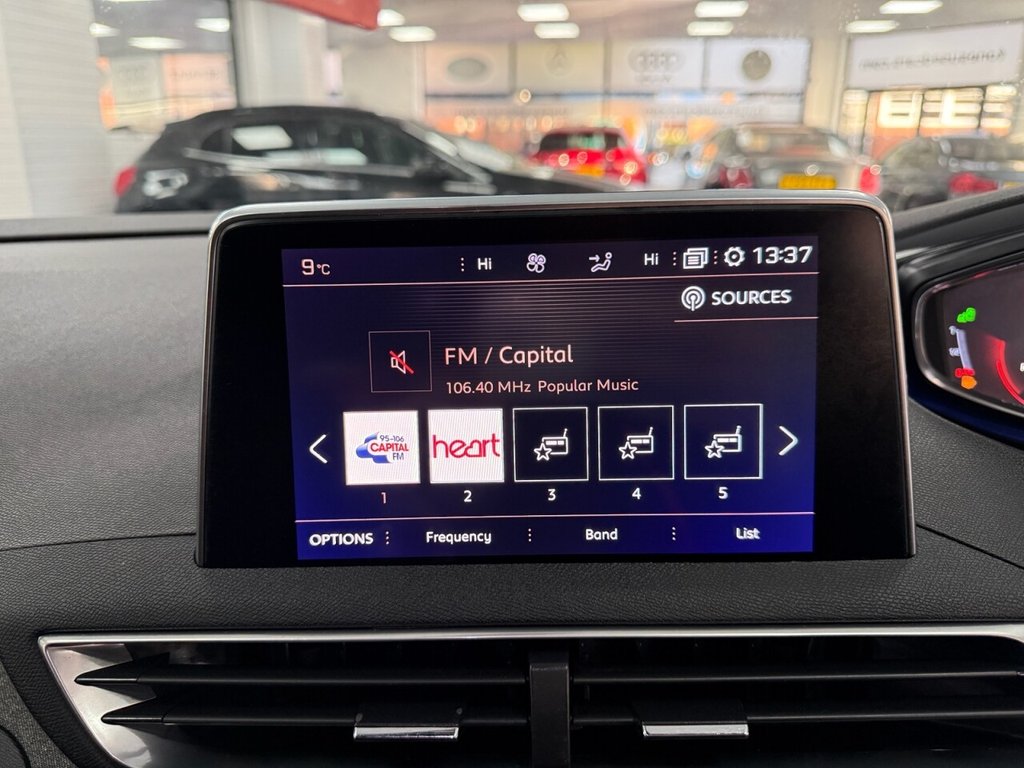 9°C
Hi
Hi
13:37
SOURCES
FM / Capital
106.40 MHz Popular Music
95-106
CAPITAL
FM
heart
1
2
3
4
5
OPTIONS
Frequency
Band
List